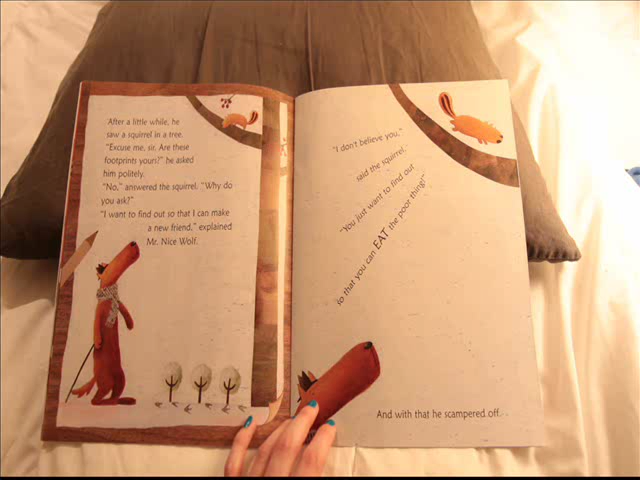 After a little while, he
saw a squirrel in a tree.
"Excuse me, sir. Are these
footprints yours?" he asked
him politely.
"No," answered the squirrel. "Why do
you ask?"
"I want to find out so that I can make
a new friend," explained
Mr. Nice Wolf.
"I don't believe you,"
said the squirrel.
"You just want to find out
so that you can EAT the poor thing!"
And with that he scampered off.